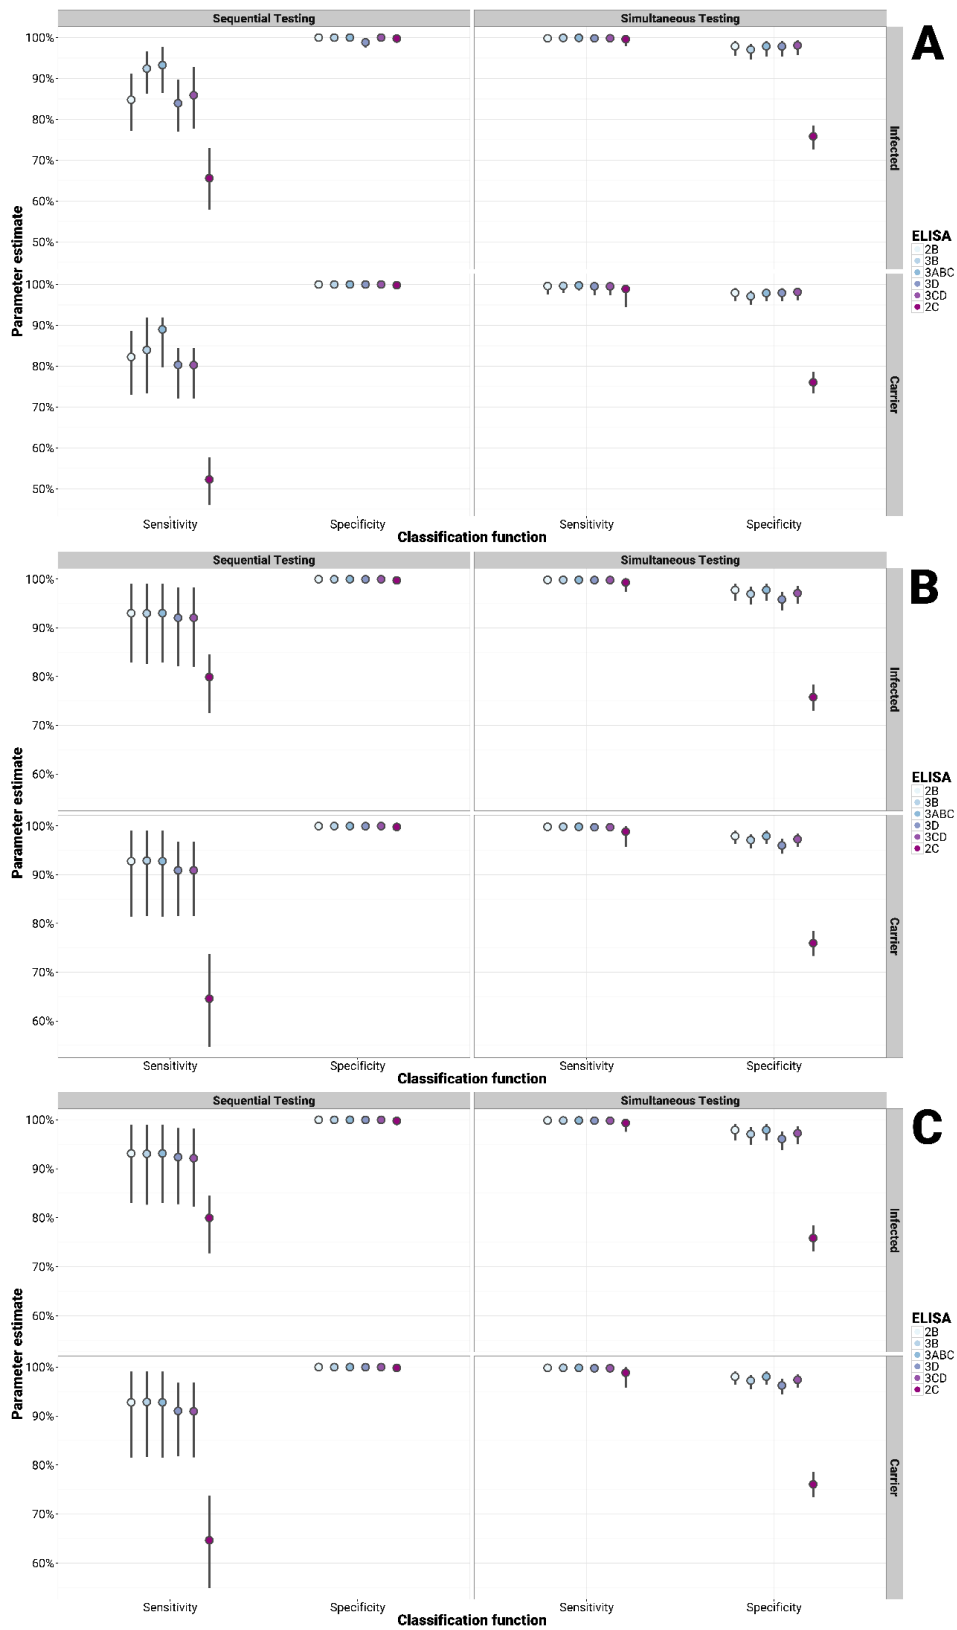 Sequential Testing
Simultaneous Testing
A
100%
90%
80%
70%
60%
50%
Infected
100%
90%
80%
70%
60%
50%
Carrier
Parameter estimate
ELISA
2B
3B
3ABC
3D
3CD
2C
Sensitivity
Specificity
Sensitivity
Specificity
Classification function
Sequential Testing
Simultaneous Testing
B
100%
90%
80%
70%
60%
Infected
100%
90%
80%
70%
60%
Carrier
Parameter estimate
ELISA
2B
3B
3ABC
3D
3CD
2C
Sensitivity
Specificity
Sensitivity
Specificity
Classification function
Sequential Testing
Simultaneous Testing
C
100%
90%
80%
70%
60%
Infected
100%
90%
80%
70%
60%
Carrier
Parameter estimate
ELISA
2B
3B
3ABC
3D
3CD
2C
Sensitivity
Specificity
Sensitivity
Specificity
Classification function